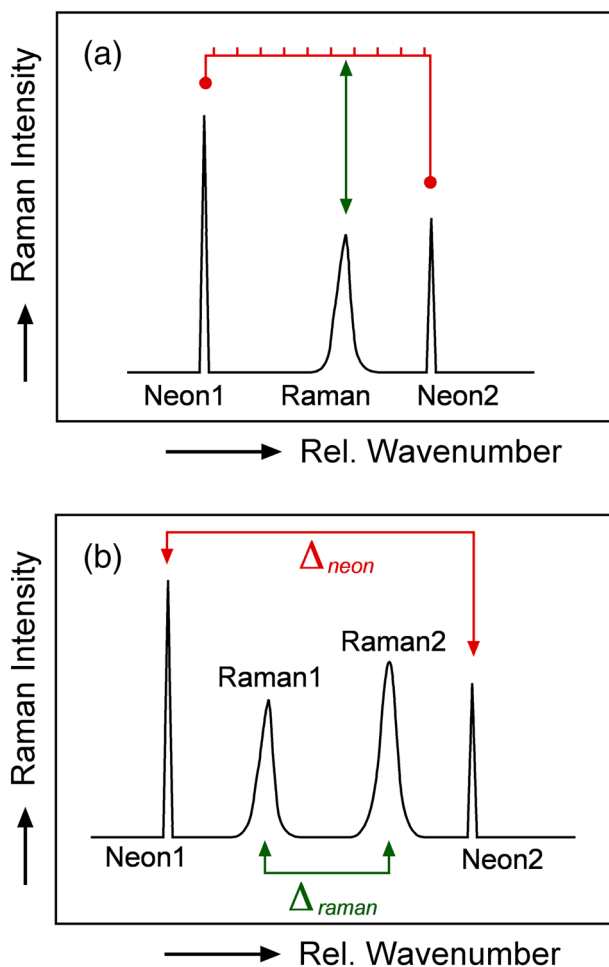 (a)
Raman Intensity
Neon1
Raman
Neon2
Rel. Wavenumber
(b)
Δneon
Raman2
Raman1
Raman Intensity
Neon1
Neon2
Δraman
Rel. Wavenumber